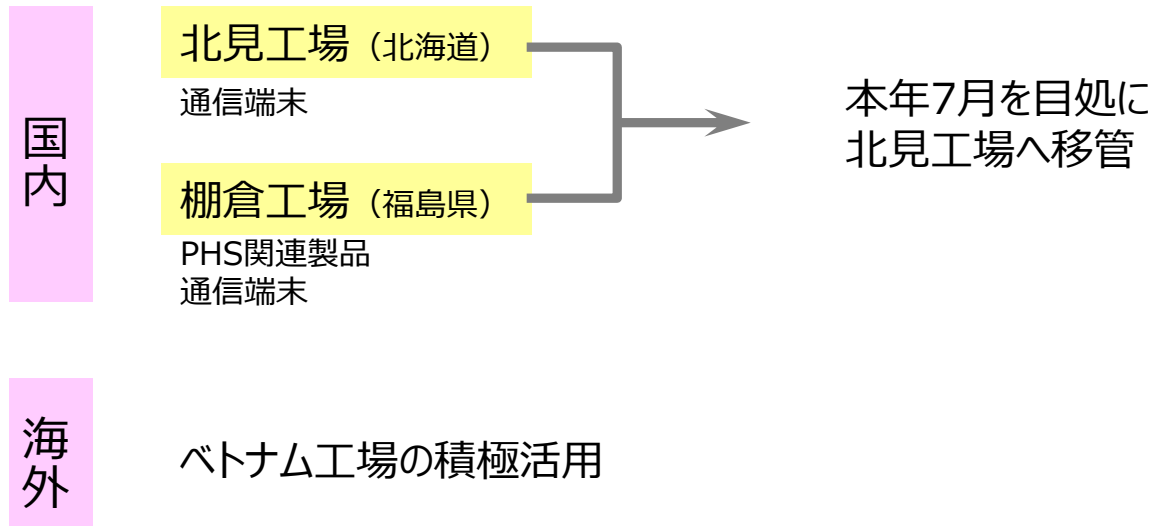 国内
北見工場（北海道）
通信端末
棚倉工場（福島県）
PHS関連製品
通信端末
本年7月を目処に
北見工場へ移管
海外
ベトナム工場の積極活用